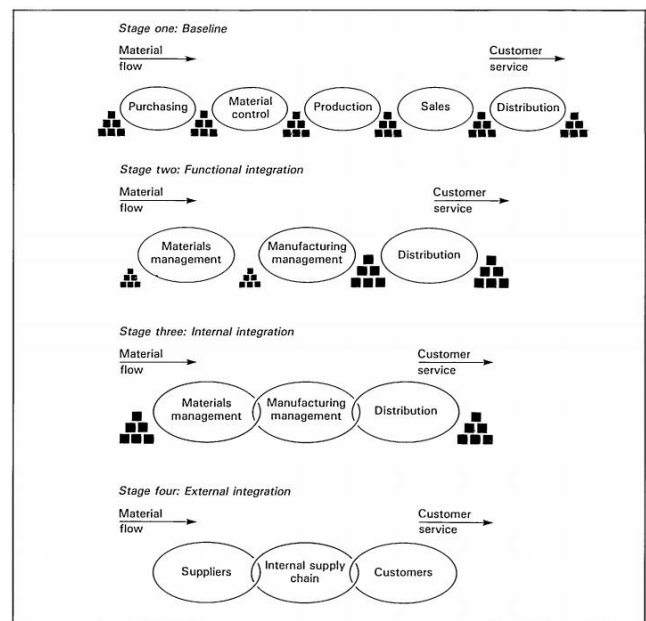 Stage one: Baseline
Material
flow
Customer
service
Purchasing
Material
control
Production
Sales
Distribution
Stage two: Functional integration
Material
flow
Customer
service
Materials
management
Manufacturing
management
Distribution
Stage three: Internal integration
Material
flow
Customer
service
Materials
management
Manufacturing
management
Distribution
Stage four: External integration
Material
flow
Customer
service
Suppliers
Internal supply
chain
Customers